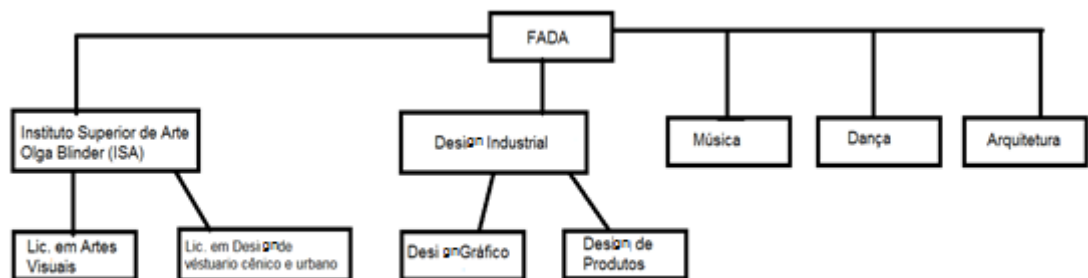 FADA
Instituto Superior de Arte
Olga Blinder (ISA)
Design Industrial
Música
Dança
Arquitetura
Lic. em Artes
Visuais
Lic. em Design de
véstuario cênico e urbano
Design Gráfico
Design de
Produtos